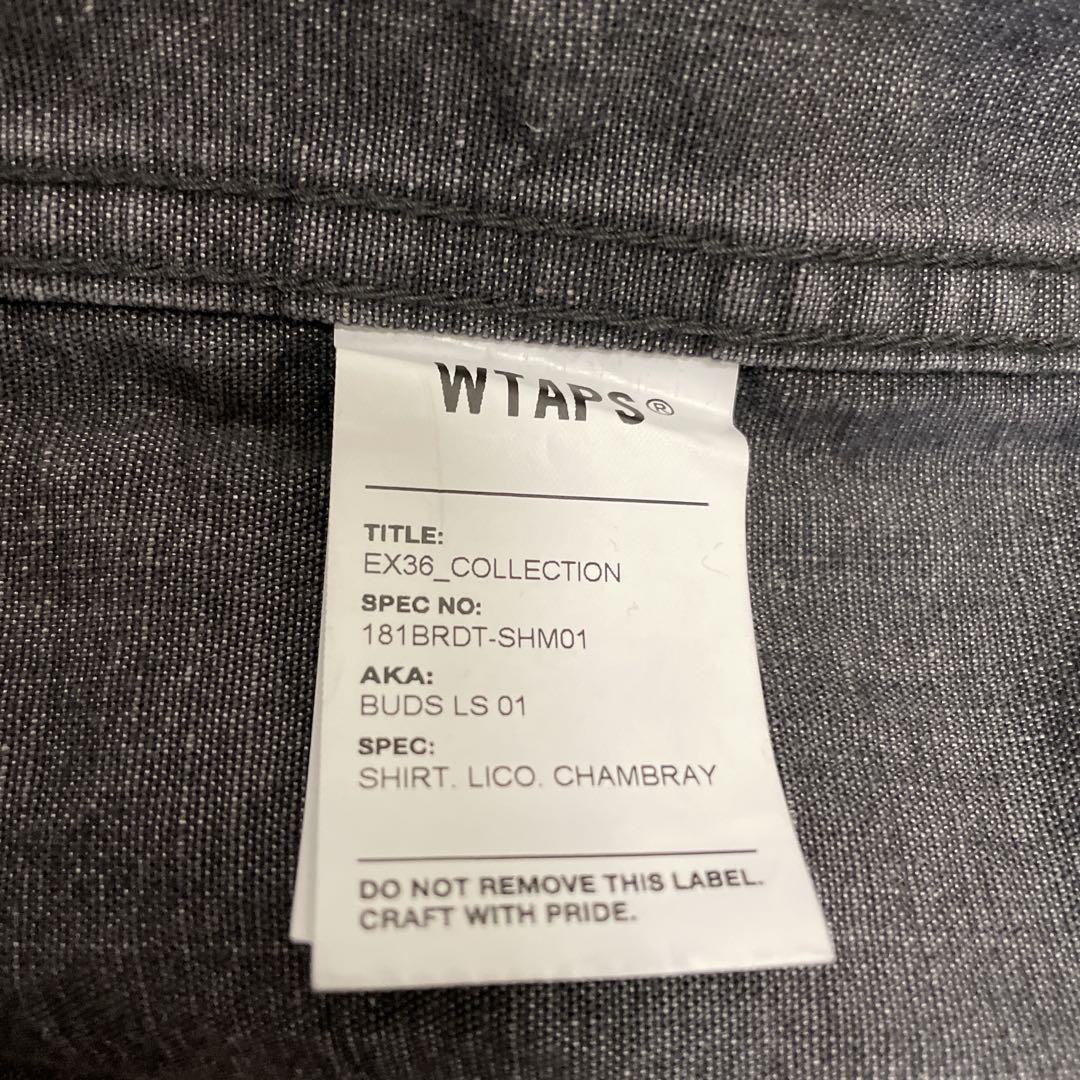 WTAPS®
TITLE:
EX36_COLLECTION
SPEC NO:
181BRDT-SHM01
AKA:
BUDS LS 01
SPEC:
SHIRT. LICO. CHAMBRAY
DO NOT REMOVE THIS LABEL.
CRAFT WITH PRIDE.